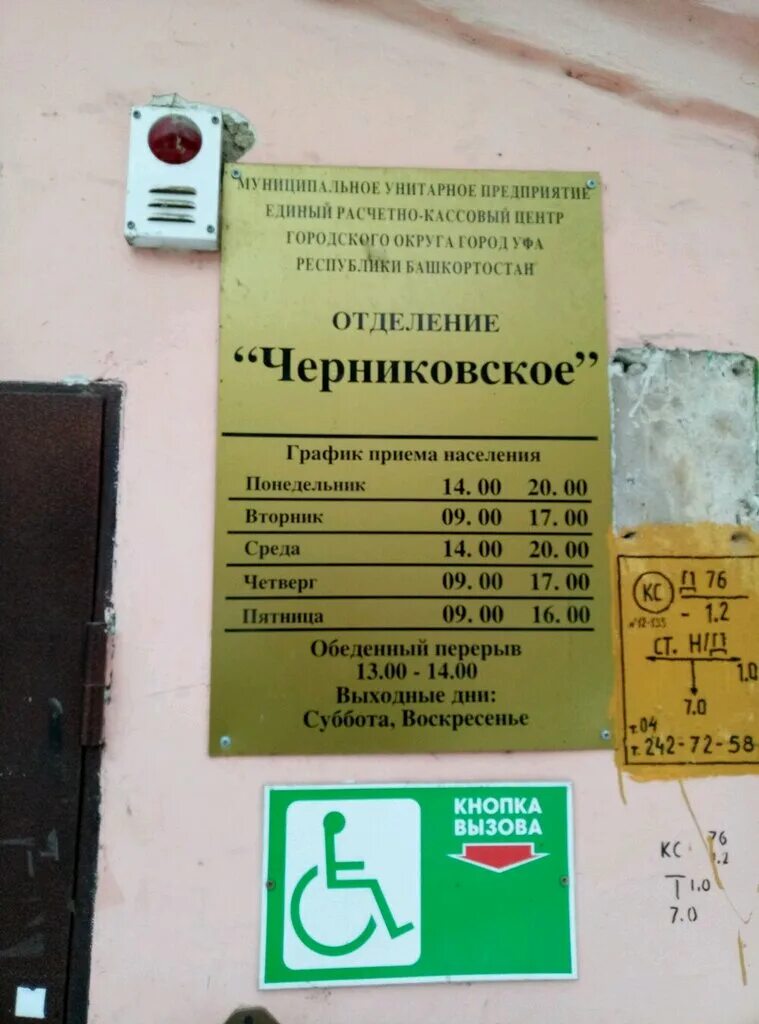 МУНИЦИПАЛЬНОЕ УНИТАРНОЕ ПРЕДПРИЯТИЕ
ЕДИНЫЙ РАСЧЕТНО-КАССОВЫЙ ЦЕНТР
ГОРОДСКОГО ОКРУГА ГОРОД УФА
РЕСПУБЛИКИ БАШКОРТОСТАН
ОТДЕЛЕНИЕ
“Черниковское”
График приема населения
Понедельник 14. 00 20. 00
Вторник 09. 00 17. 00
Среда 14. 00 20. 00
Четверг 09. 00 17. 00
Пятница 09. 00 16. 00
Обеденный перерыв
13.00 - 14.00
Выходные дни:
Суббота, Воскресенье
КС Д 76
- 1.2
СТ. Н/Д
1.0
7.0
т. 04
т. 242-72-58
КНОПКА
ВЫЗОВА
КС 76
1.2
1.0
7.0